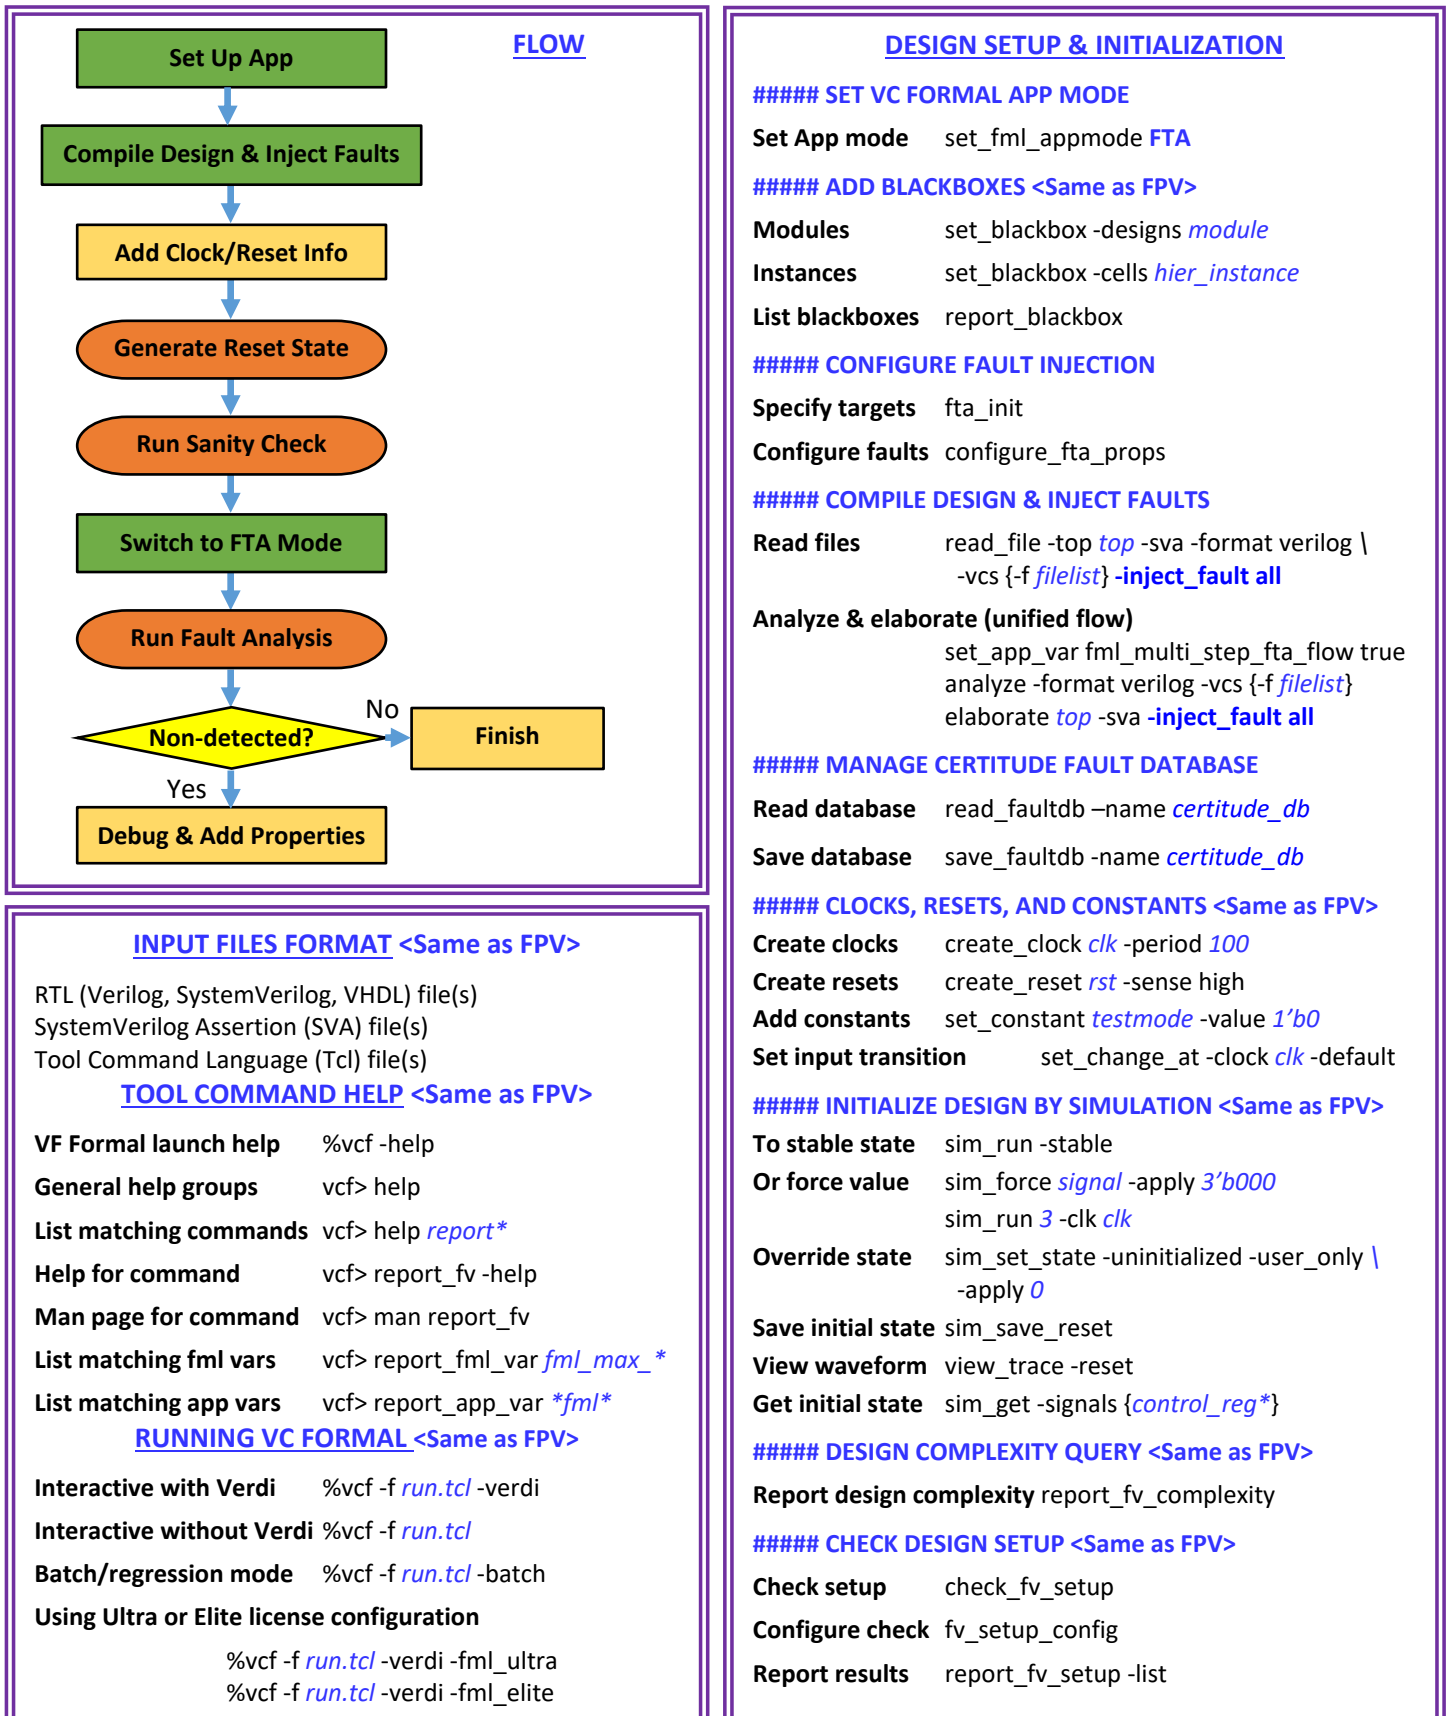 FLOW
Set Up App
Compile Design & Inject Faults
Add Clock/Reset Info
Generate Reset State
Run Sanity Check
Switch to FTA Mode
Run Fault Analysis
Non-detected?
No
Finish
Yes
Debug & Add Properties
INPUT FILES FORMAT <Same as FPV>
RTL (Verilog, SystemVerilog, VHDL) file(s)
SystemVerilog Assertion (SVA) file(s)
Tool Command Language (Tcl) file(s)
TOOL COMMAND HELP <Same as FPV>
VF Formal launch help %vcf -help
General help groups vcf> help
List matching commands vcf> help report*
Help for command vcf> report_fv -help
Man page for command vcf> man report_fv
List matching fml vars vcf> report_fml_var fml_max_*
List matching app vars vcf> report_app_var *fml*
RUNNING VC FORMAL <Same as FPV>
Interactive with Verdi %vcf -f run.tcl -verdi
Interactive without Verdi %vcf -f run.tcl
Batch/regression mode %vcf -f run.tcl -batch
Using Ultra or Elite license configuration
%vcf -f run.tcl -verdi -fml_ultra
%vcf -f run.tcl -verdi -fml_elite
DESIGN SETUP & INITIALIZATION
##### SET VC FORMAL APP MODE
Set App mode set_fml_appmode FTA
##### ADD BLACKBOXES <Same as FPV>
Modules set_blackbox -designs module
Instances set_blackbox -cells hier_instance
List blackboxes report_blackbox
##### CONFIGURE FAULT INJECTION
Specify targets fta_init
Configure faults configure_fta_props
##### COMPILE DESIGN & INJECT FAULTS
Read files read_file -top top -sva -format verilog \
-vcs {-f filelist} -inject_fault all
Analyze & elaborate (unified flow)
set_app_var fml_multi_step_fta_flow true
analyze -format verilog -vcs {-f filelist}
elaborate top -sva -inject_fault all
##### MANAGE CERTITUDE FAULT DATABASE
Read database read_faultdb –name certitude_db
Save database save_faultdb -name certitude_db
##### CLOCKS, RESETS, AND CONSTANTS <Same as FPV>
Create clocks create_clock clk -period 100
Create resets create_reset rst -sense high
Add constants set_constant testmode -value 1’b0
Set input transition set_change_at -clock clk -default
##### INITIALIZE DESIGN BY SIMULATION <Same as FPV>
To stable state sim_run -stable
Or force value sim_force signal -apply 3’b000
sim_run 3 -clk clk
Override state sim_set_state -uninitialized -user_only \
-apply 0
Save initial state sim_save_reset
View waveform view_trace -reset
Get initial state sim_get -signals {control_reg*}
##### DESIGN COMPLEXITY QUERY <Same as FPV>
Report design complexity report_fv_complexity
##### CHECK DESIGN SETUP <Same as FPV>
Check setup check_fv_setup
Configure check fv_setup_config
Report results report_fv_setup -list